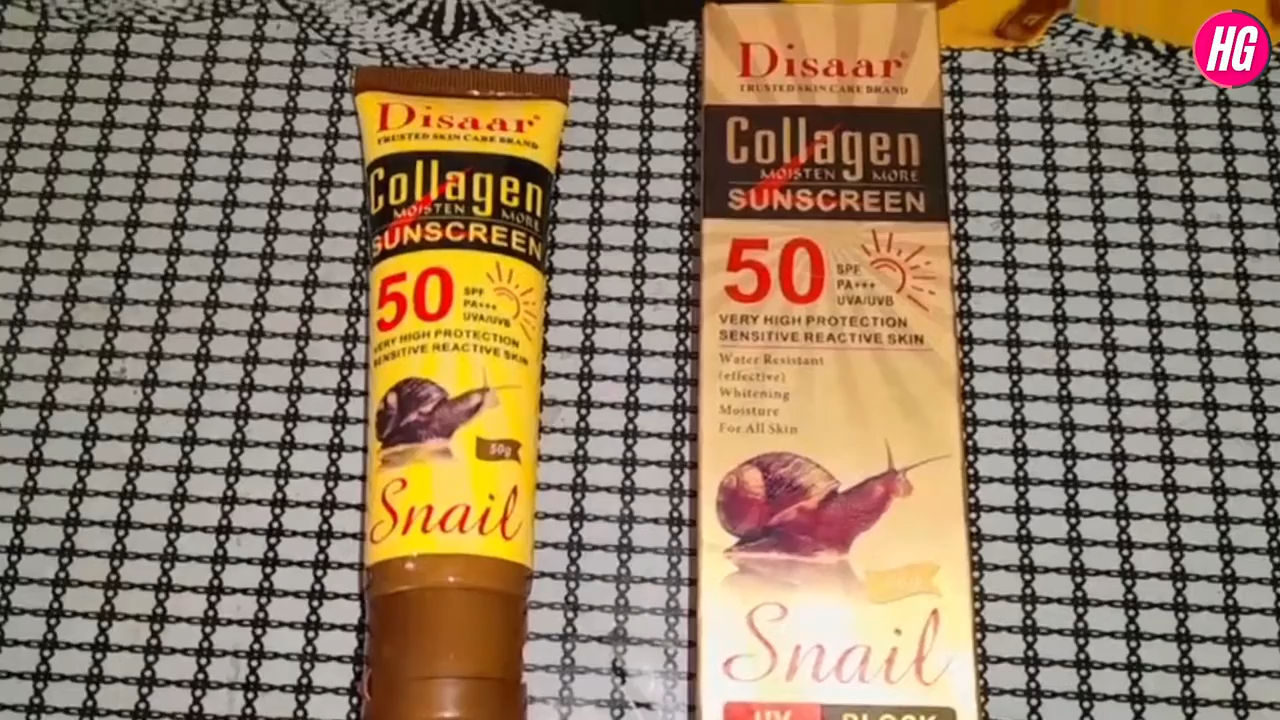 HG
Disaar
TRUSTED SKIN CARE BRAND
Collagen
MOISTEN MORE
SUNSCREEN
50
SPF
PA+++
UVA/UVB
VERY HIGH PROTECTION
SENSITIVE REACTIVE SKIN
50g
Snail
Disaar
TRUSTED SKIN CARE BRAND
Collagen
MOISTEN MORE
SUNSCREEN
50
SPF
PA+++
UVA/UVB
VERY HIGH PROTECTION
SENSITIVE REACTIVE SKIN
Water Resistant
(effective)
Whitening
Moisture
For All Skin
Snail
UV BLOCK